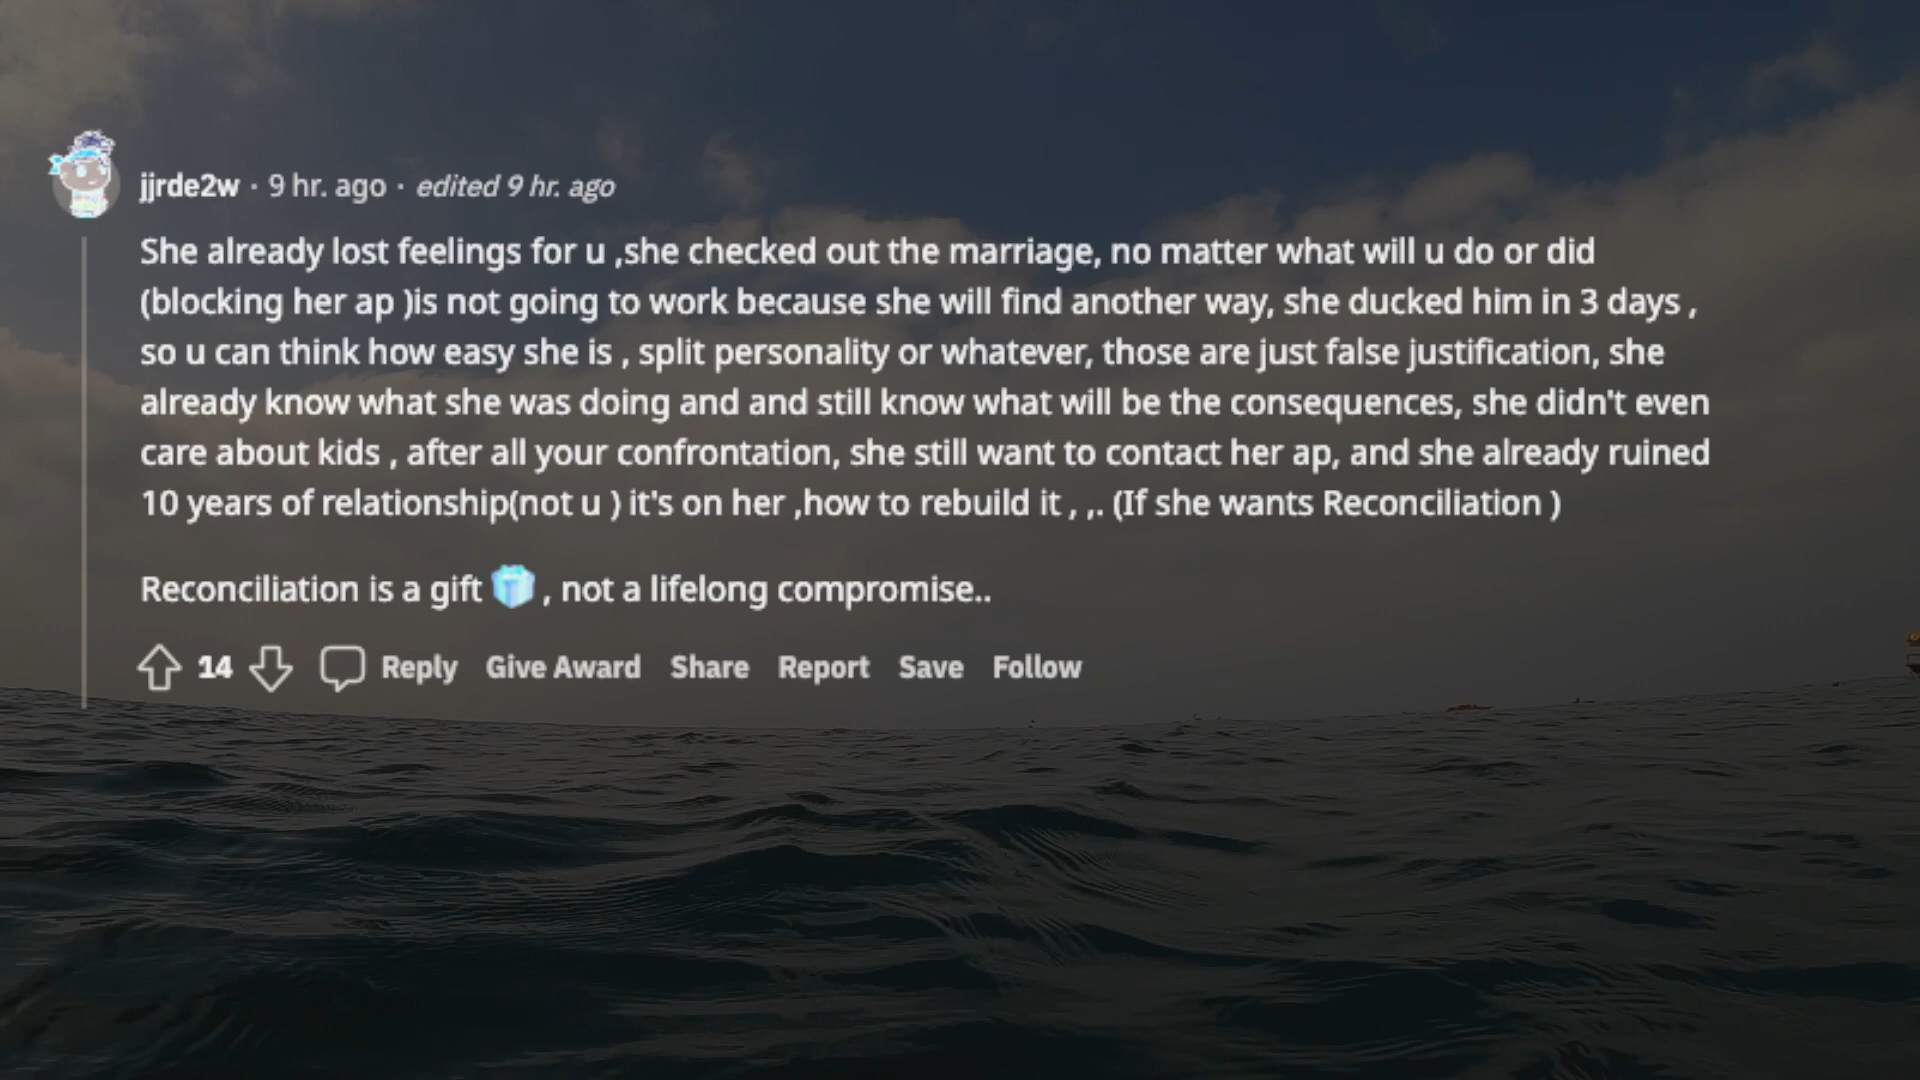 jjrde2w · 9 hr. ago · edited 9 hr. ago
She already lost feelings for u ,she checked out the marriage, no matter what will u do or did
(blocking her ap )is not going to work because she will find another way, she ducked him in 3 days ,
so u can think how easy she is , split personality or whatever, those are just false justification, she
already know what she was doing and and still know what will be the consequences, she didn't even
care about kids , after all your confrontation, she still want to contact her ap, and she already ruined
10 years of relationship(not u ) it's on her ,how to rebuild it , ,. (If she wants Reconciliation )
Reconciliation is a gift 🎁 , not a lifelong compromise..
14 Reply Give Award Share Report Save Follow